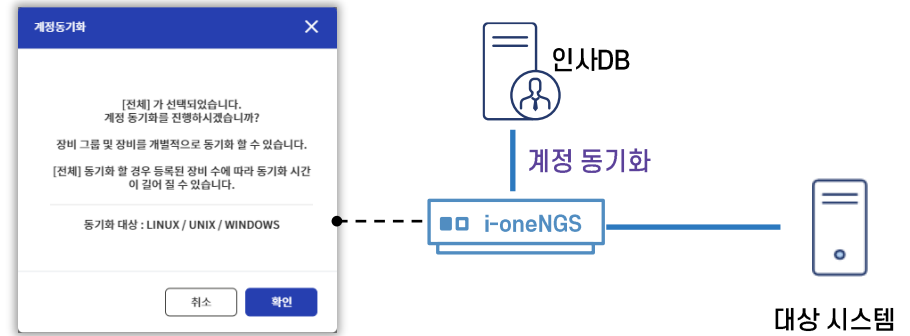 계정동기화
[전체] 가 선택되었습니다.
계정 동기화를 진행하시겠습니까?
장비 그룹 및 장비를 개별적으로 동기화 할 수 있습니다.
[전체] 동기화 할 경우 등록된 장비 수에 따라 동기화 시간
이 길어 질 수 있습니다.
동기화 대상 : LINUX / UNIX / WINDOWS
취소
확인
인사DB
계정 동기화
i-oneNGS
대상 시스템